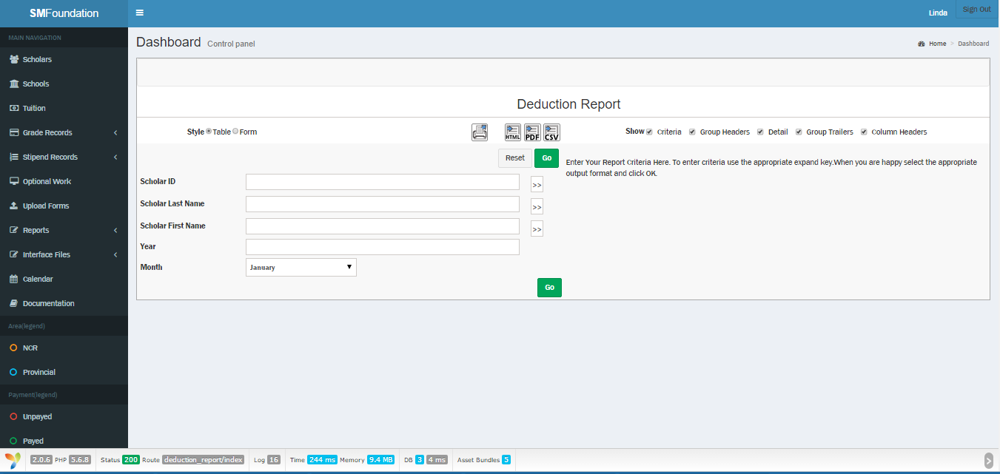 SMFoundation
Linda
Sign Out
MAIN NAVIGATION
Scholars
Schools
Tuition
Grade Records
Stipend Records
Optional Work
Upload Forms
Reports
Interface Files
Calendar
Documentation
Area(legend)
NCR
Provincial
Payment(legend)
Unpayed
Payed
Dashboard Control panel
Home > Dashboard
Deduction Report
Style Table Form
HTML PDF CSV
Show Criteria Group Headers Detail Group Trailers Column Headers
Reset Go
Enter Your Report Criteria Here. To enter criteria use the appropriate expand key.When you are happy select the appropriate
output format and click OK.
Scholar ID >>
Scholar Last Name >>
Scholar First Name >>
Year
Month January
Go
2.0.6 PHP 5.6.8 Status 200 Route deduction_report/index Log 16 Time 244 ms Memory 9.4 MB DB 3 4 ms Asset Bundles 5